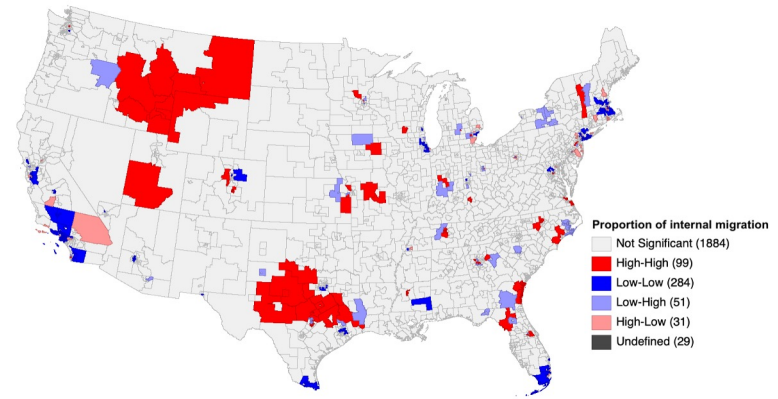 Proportion of internal migration
Not Significant (1884)
High-High (99)
Low-Low (284)
Low-High (51)
High-Low (31)
Undefined (29)